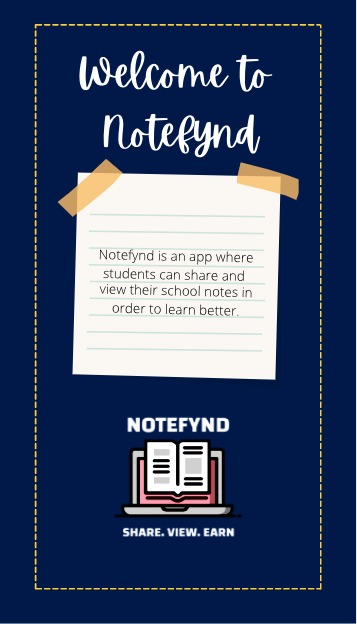 Welcome to
Notefynd
Notefynd is an app where
students can share and
view their school notes in
order to learn better.
NOTEFYND
SHARE. VIEW. EARN